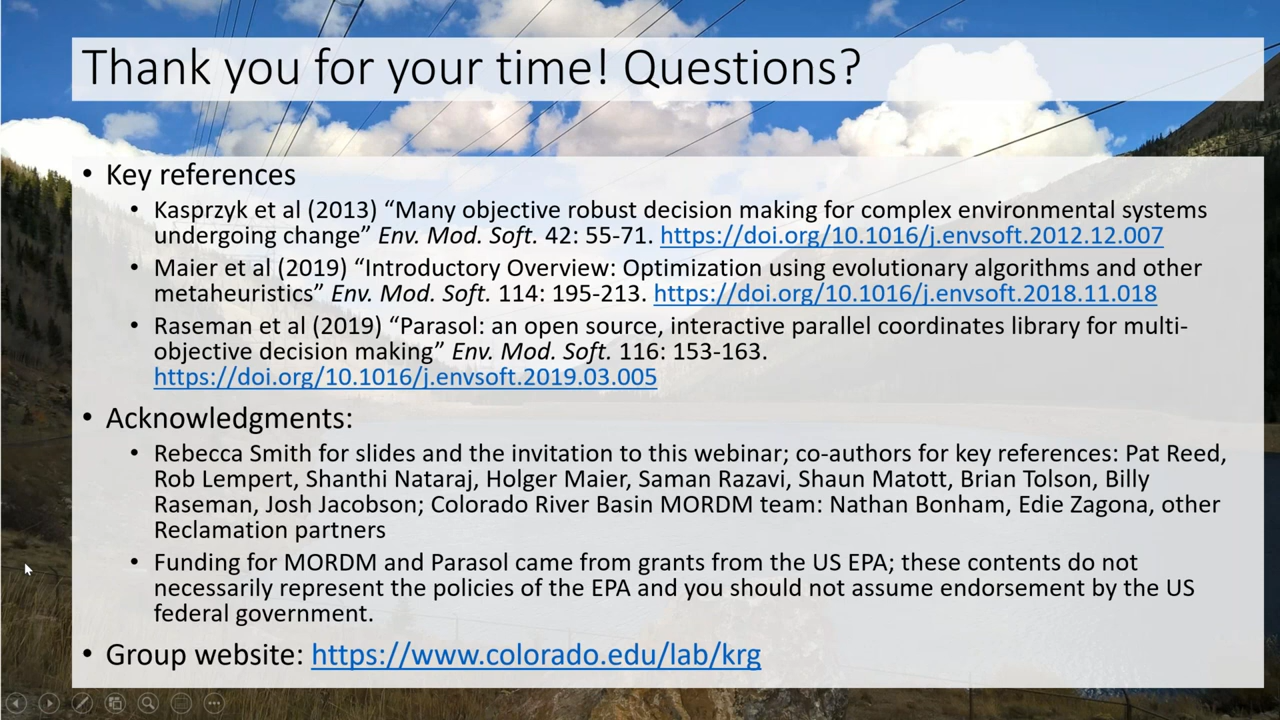 Thank you for your time! Questions?
• Key references
• Kasprzyk et al (2013) “Many objective robust decision making for complex environmental systems
undergoing change” Env. Mod. Soft. 42: 55-71. https://doi.org/10.1016/j.envsoft.2012.12.007
• Maier et al (2019) “Introductory Overview: Optimization using evolutionary algorithms and other
metaheuristics” Env. Mod. Soft. 114: 195-213. https://doi.org/10.1016/j.envsoft.2018.11.018
• Raseman et al (2019) “Parasol: an open source, interactive parallel coordinates library for multi-
objective decision making” Env. Mod. Soft. 116: 153-163.
https://doi.org/10.1016/j.envsoft.2019.03.005
• Acknowledgments:
• Rebecca Smith for slides and the invitation to this webinar; co-authors for key references: Pat Reed,
Rob Lempert, Shanthi Nataraj, Holger Maier, Saman Razavi, Shaun Matott, Brian Tolson, Billy
Raseman, Josh Jacobson; Colorado River Basin MORDM team: Nathan Bonham, Edie Zagona, other
Reclamation partners
• Funding for MORDM and Parasol came from grants from the US EPA; these contents do not
necessarily represent the policies of the EPA and you should not assume endorsement by the US
federal government.
• Group website: https://www.colorado.edu/lab/krg